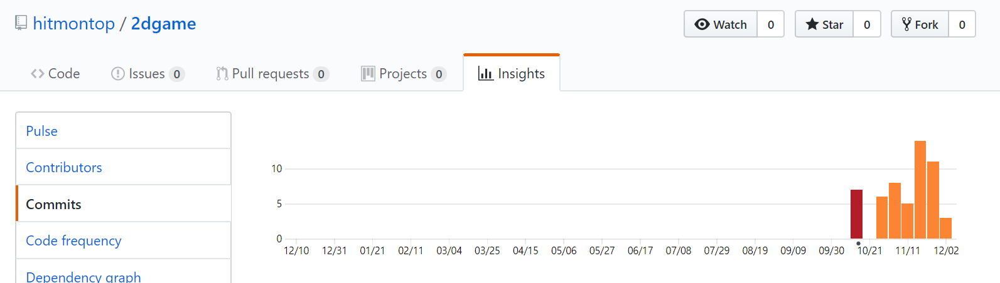 hitmontop / 2dgame
Watch 0 Star 0 Fork 0
Code Issues 0 Pull requests 0 Projects 0 Insights
Pulse
Contributors
Commits
Code frequency
Dependency graph
10
5
0
12/10 12/31 01/21 02/11 03/04 03/25 04/15 05/06 05/27 06/17 07/08 07/29 08/19 09/09 09/30 10/21 11/11 12/02